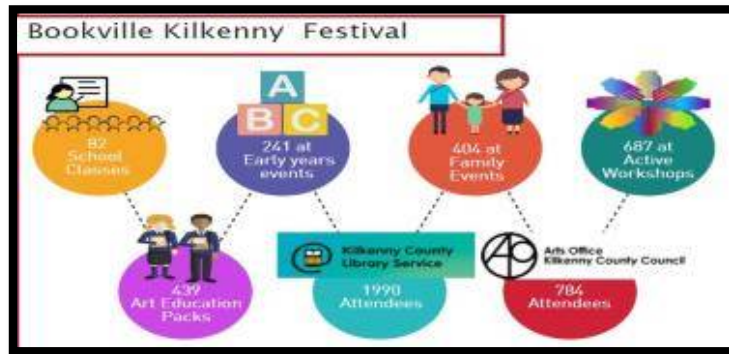 Bookville Kilkenny Festival
A
B C
82
School
Classes
241 at
Early years
events
404 at
Family
Events
687 at
Active
Workshops
439
Art Education
Packs
Kilkenny County
Library Service
1990
Attendees
Arts Office
Kilkenny County Council
784
Attendees